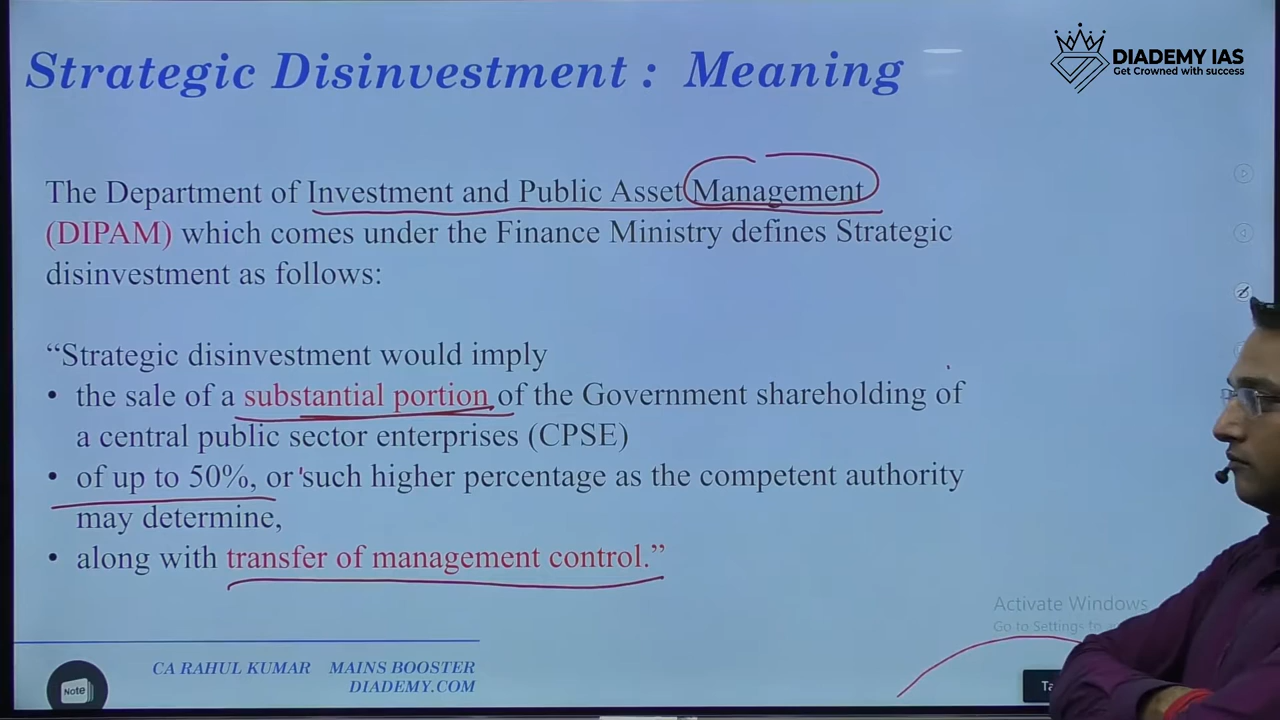 DIADEMY IAS
Get Crowned with success
Strategic Disinvestment : Meaning
The Department of Investment and Public Asset Management
(DIPAM) which comes under the Finance Ministry defines Strategic
disinvestment as follows:
“Strategic disinvestment would imply
• the sale of a substantial portion of the Government shareholding of
a central public sector enterprises (CPSE)
• of up to 50%, or such higher percentage as the competent authority
may determine,
• along with transfer of management control.”
Activate Windows
Go to Settings to
CA RAHUL KUMAR MAINS BOOSTER
DIADEMY.COM
Note